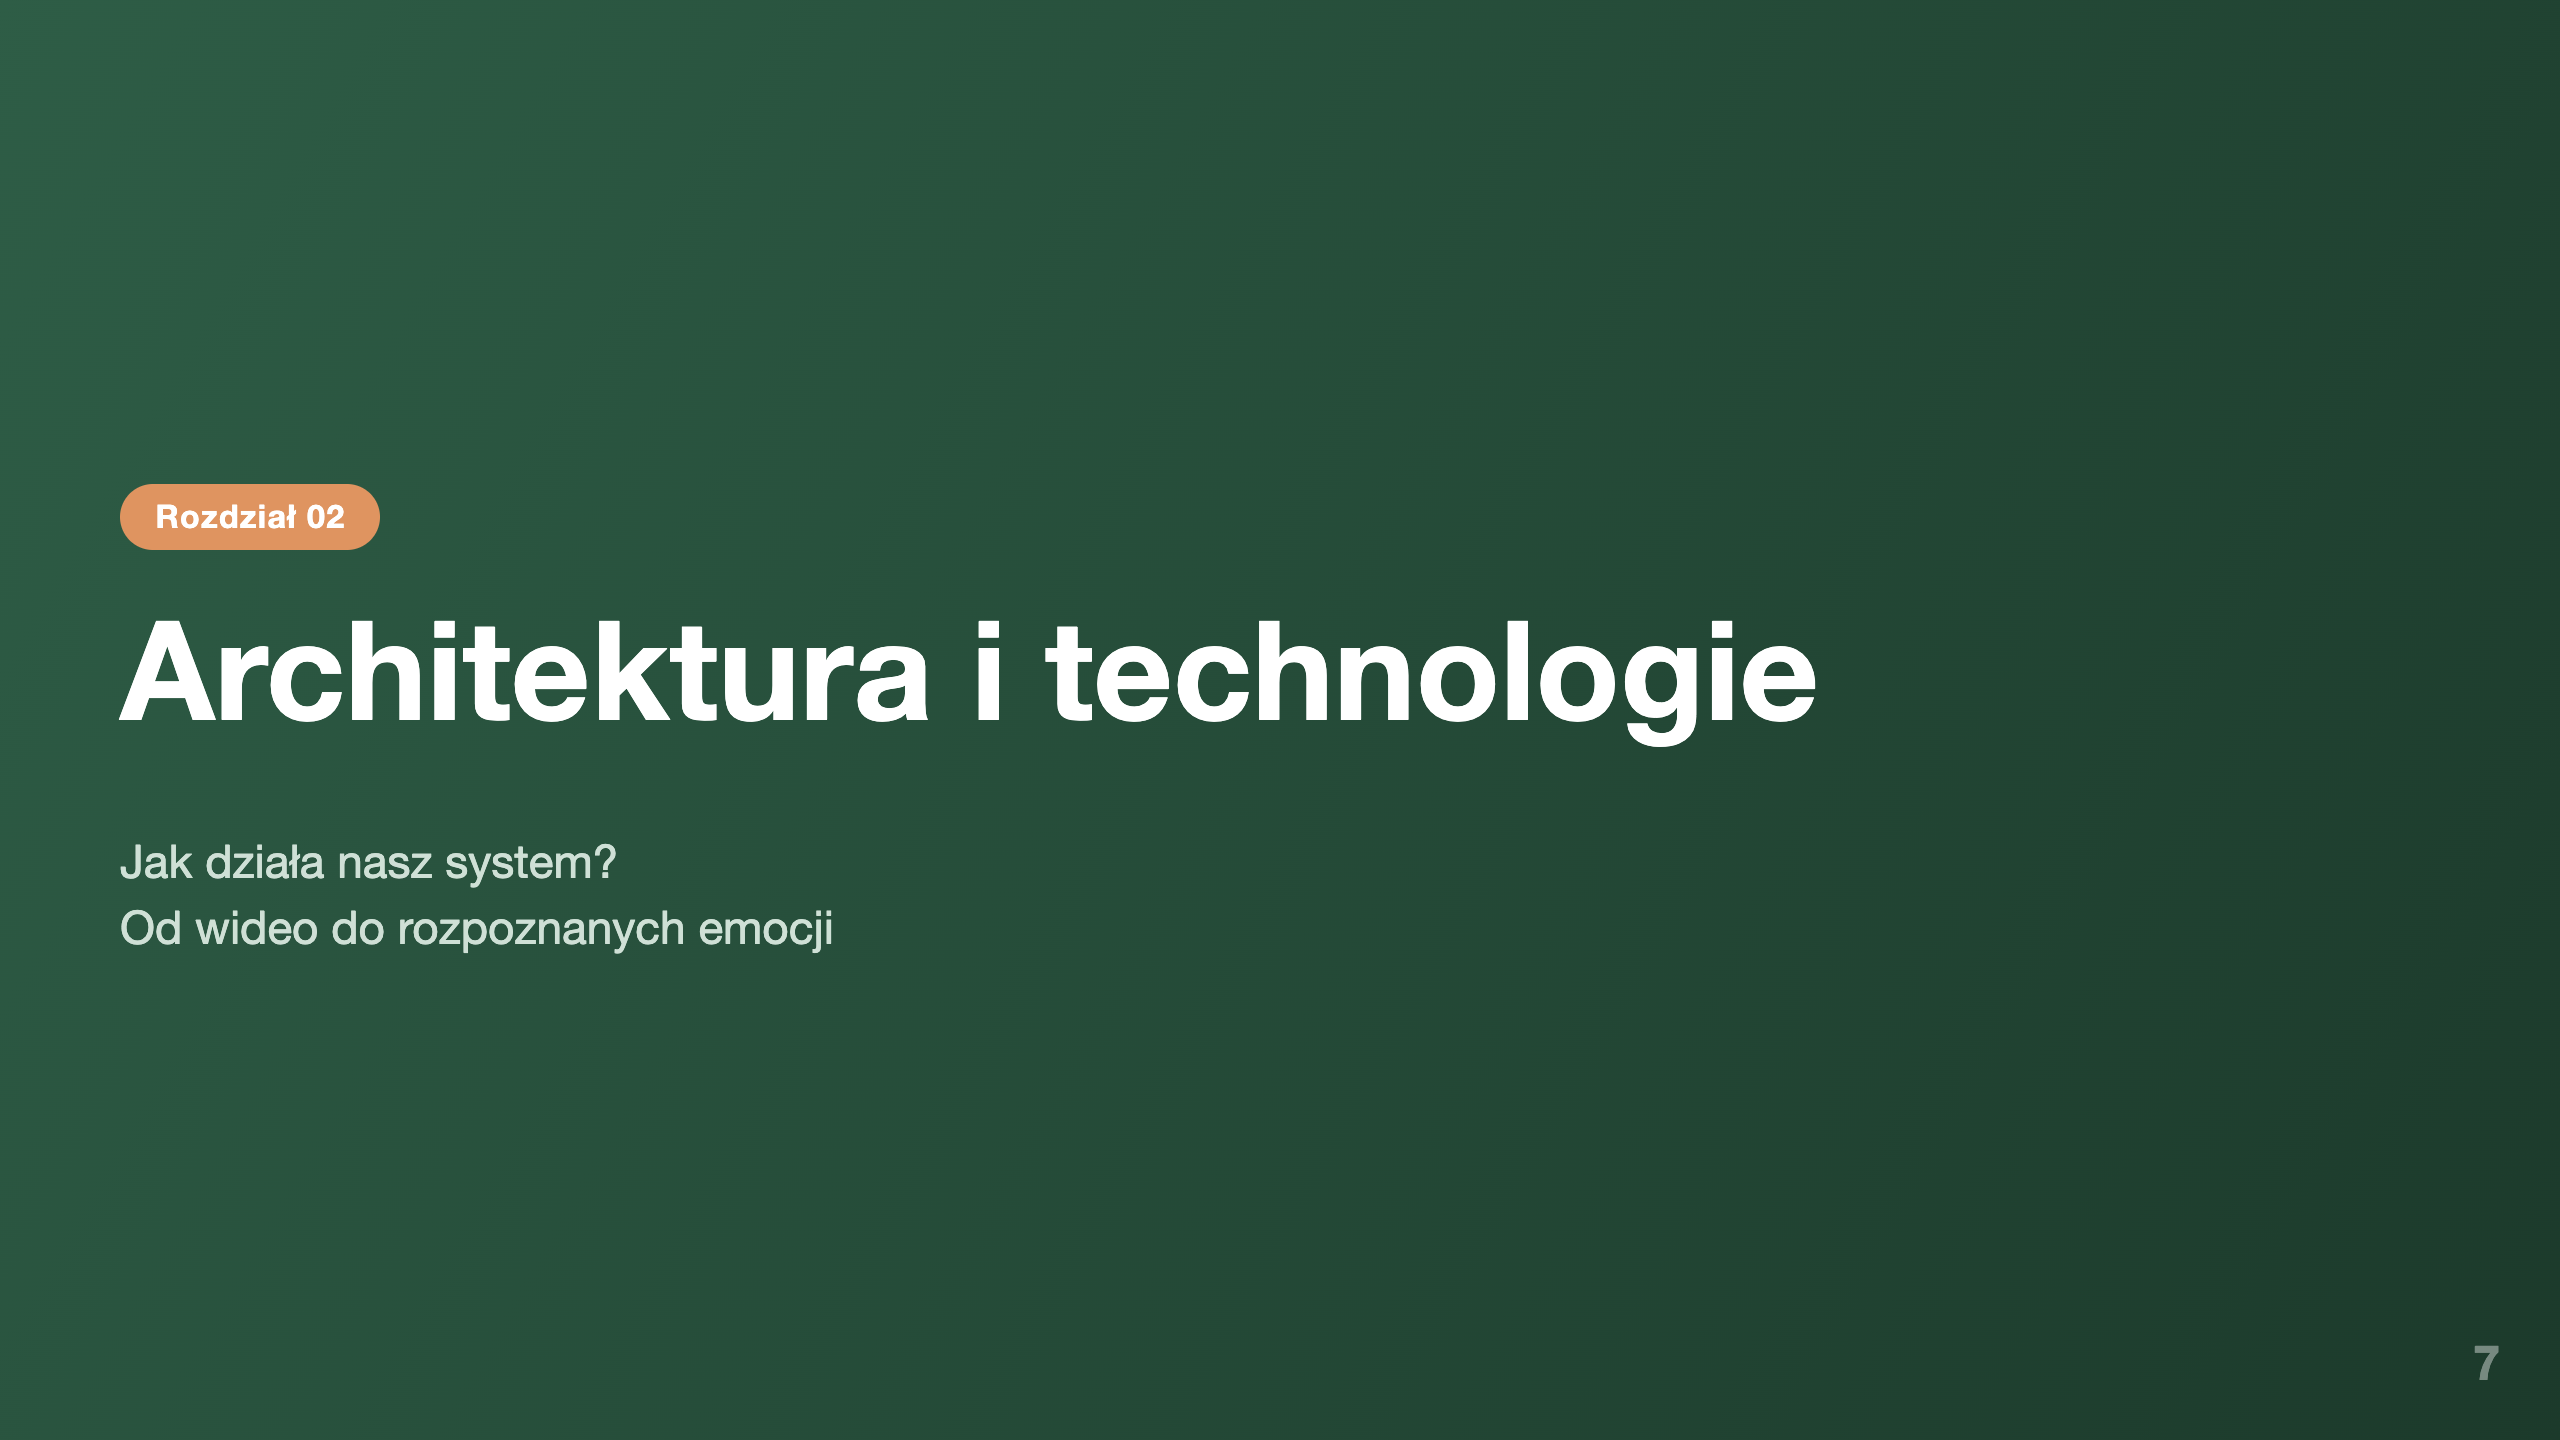 Rozdział 02
Architektura i technologie
Jak działa nasz system?
Od wideo do rozpoznanych emocji
7